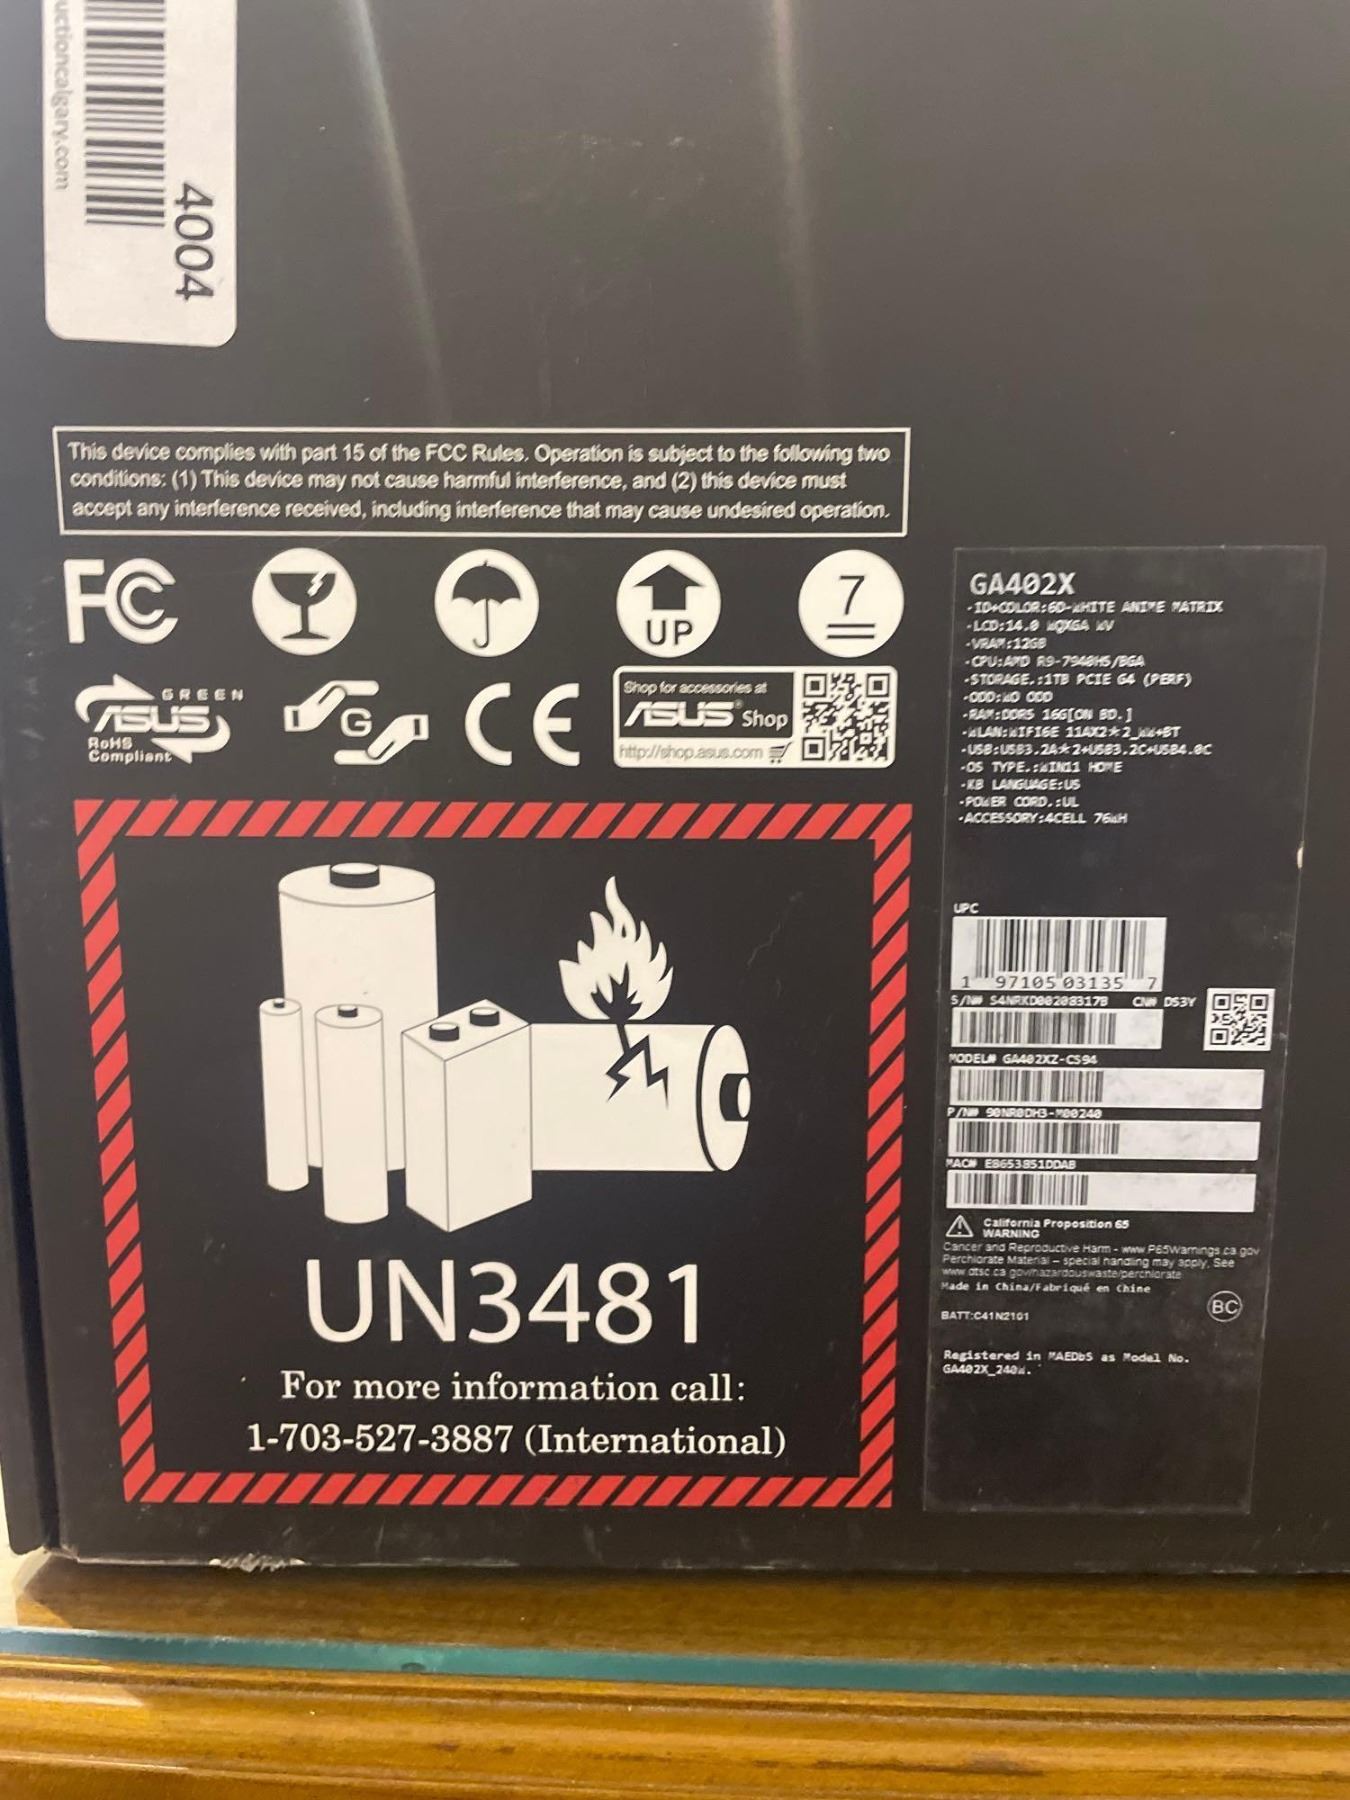 uctioncalgary.com
4004
This device complies with part 15 of the FCC Rules. Operation is subject to the following two
conditions: (1) This device may not cause harmful interference, and (2) this device must
accept any interference received, including interference that may cause undesired operation.
FC
UP
7
GREEN
ASUS
RoHS
Compliant
G
CE
Shop for accessories at
ASUS® Shop
http://shop.asus.com
UN3481
For more information call:
1-703-527-3887 (International)
GA402X
·ID+COLOR:6D-WHITE ANIME MATRIX
·LCD:14.0 WQXGA WV
·VRAM:12GB
·CPU:AMD R9-7940HS/BGA
·STORAGE.:1TB PCIE G4 (PERF)
·ODD:NO ODD
·RAM:DDR5 16G[ON BD.]
·WLAN:WIFI6E 11AX2*2_WW+BT
·USB:USB3.2A*2+USB3.2C+USB4.0C
·OS TYPE.:WIN11 HOME
·KB LANGUAGE:US
·POWER CORD.:UL
·ACCESSORY:4CELL 76WH
UPC
1 97105 03135 7
S/N# S4NRKD00208317B CN# DS3Y
MODEL# GA402XZ-CS94
P/N# 90NR0DH3-M00240
MAC# E8653851DDAB
California Proposition 65
WARNING
Cancer and Reproductive Harm - www.P65Warnings.ca.gov
Perchlorate Material – special handling may apply, See
www.dtsc.ca.gov/hazardouswaste/perchlorate
Made in China/Fabriqué en Chine
BC
BATT:C41N2101
Registered in MAEDbS as Model No.
GA402X_240W.